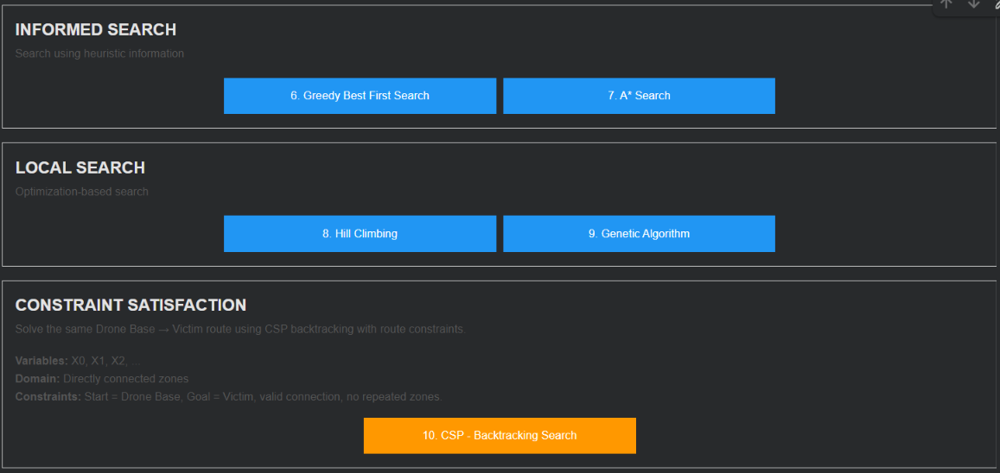 INFORMED SEARCH
Search using heuristic information
6. Greedy Best First Search
7. A* Search
LOCAL SEARCH
Optimization-based search
8. Hill Climbing
9. Genetic Algorithm
CONSTRAINT SATISFACTION
Solve the same Drone Base → Victim route using CSP backtracking with route constraints.
Variables: X0, X1, X2, ...
Domain: Directly connected zones
Constraints: Start = Drone Base, Goal = Victim, valid connection, no repeated zones.
10. CSP - Backtracking Search